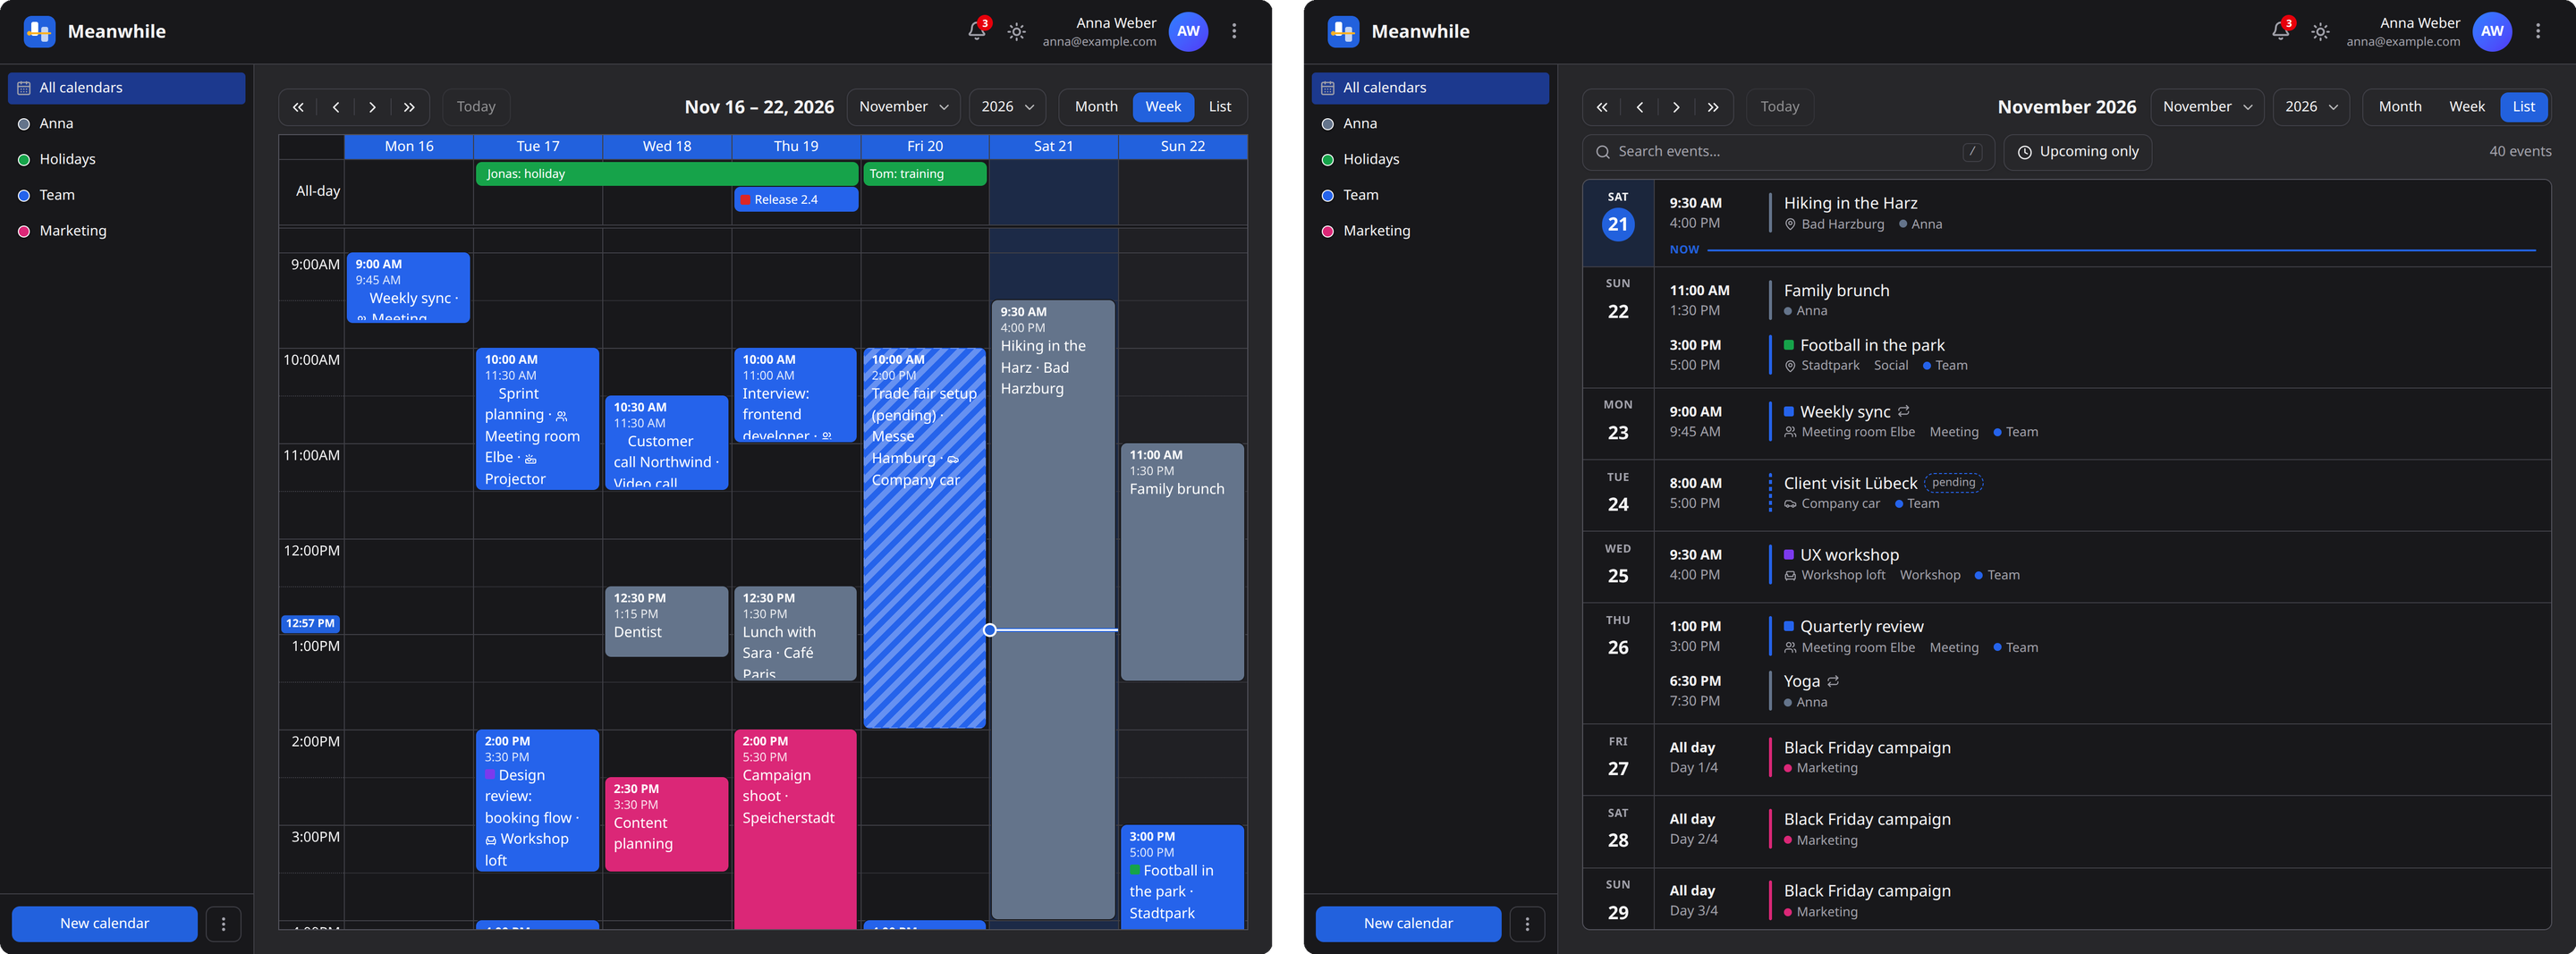 Meanwhile
3
Anna Weber
anna@example.com
AW
All calendars
Anna
Holidays
Team
Marketing
New calendar
Today
Nov 16 – 22, 2026
November
2026
Month
Week
List
Mon 16
Tue 17
Wed 18
Thu 19
Fri 20
Sat 21
Sun 22
All-day
Jonas: holiday
Tom: training
Release 2.4
9:00AM
10:00AM
11:00AM
12:00PM
12:57 PM
1:00PM
2:00PM
3:00PM
9:00 AM
9:45 AM
Weekly sync ·
Meeting
10:00 AM
11:30 AM
Sprint
planning ·
Meeting room
Elbe ·
Projector
2:00 PM
3:30 PM
Design
review:
booking flow ·
Workshop
loft
10:30 AM
11:30 AM
Customer
call Northwind ·
Video call
12:30 PM
1:15 PM
Dentist
2:30 PM
3:30 PM
Content
planning
10:00 AM
11:00 AM
Interview:
frontend
developer ·
12:30 PM
1:30 PM
Lunch with
Sara · Café
Paris
2:00 PM
5:30 PM
Campaign
shoot ·
Speicherstadt
10:00 AM
2:00 PM
Trade fair setup
(pending) ·
Messe
Hamburg ·
Company car
9:30 AM
4:00 PM
Hiking in the
Harz · Bad
Harzburg
11:00 AM
1:30 PM
Family brunch
3:00 PM
5:00 PM
Football in
the park ·
Stadtpark
Meanwhile
3
Anna Weber
anna@example.com
AW
All calendars
Anna
Holidays
Team
Marketing
New calendar
Today
November 2026
November
2026
Month
Week
List
Search events...
/
Upcoming only
40 events
SAT
21
9:30 AM
4:00 PM
Hiking in the Harz
Bad Harzburg Anna
NOW
SUN
22
11:00 AM
1:30 PM
Family brunch
Anna
3:00 PM
5:00 PM
Football in the park
Stadtpark Social Team
MON
23
9:00 AM
9:45 AM
Weekly sync
Meeting room Elbe Meeting Team
TUE
24
8:00 AM
5:00 PM
Client visit Lübeck pending
Company car Team
WED
25
9:30 AM
4:00 PM
UX workshop
Workshop loft Workshop Team
THU
26
1:00 PM
3:00 PM
Quarterly review
Meeting room Elbe Meeting Team
6:30 PM
7:30 PM
Yoga
Anna
FRI
27
All day
Day 1/4
Black Friday campaign
Marketing
SAT
28
All day
Day 2/4
Black Friday campaign
Marketing
SUN
29
All day
Day 3/4
Black Friday campaign
Marketing